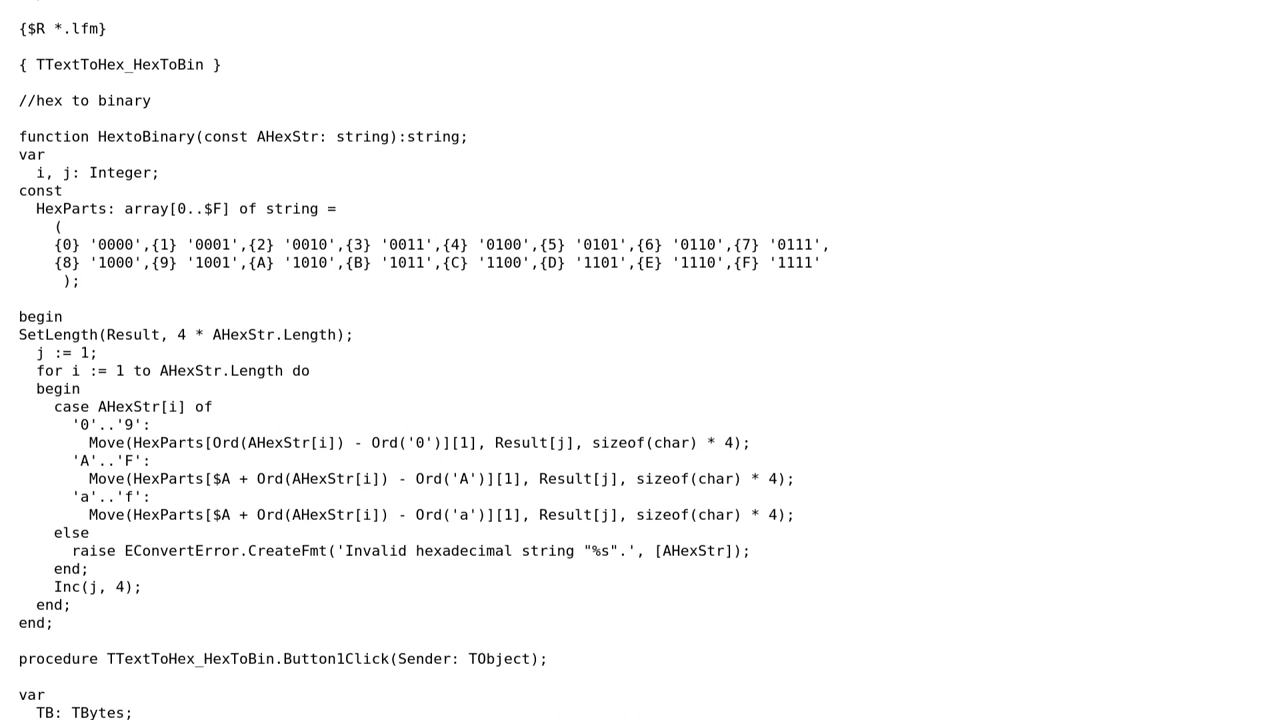 {$R *.lfm}
{ TTextToHex_HexToBin }
//hex to binary
function HextoBinary(const AHexStr: string):string;
var
  i, j: Integer;
const
  HexParts: array[0..$F] of string =
    (
    {0} '0000',{1} '0001',{2} '0010',{3} '0011',{4} '0100',{5} '0101',{6} '0110',{7} '0111',
    {8} '1000',{9} '1001',{A} '1010',{B} '1011',{C} '1100',{D} '1101',{E} '1110',{F} '1111'
     );
begin
SetLength(Result, 4 * AHexStr.Length);
  j := 1;
  for i := 1 to AHexStr.Length do
  begin
    case AHexStr[i] of
      '0'..'9':
        Move(HexParts[Ord(AHexStr[i]) - Ord('0')][1], Result[j], sizeof(char) * 4);
      'A'..'F':
        Move(HexParts[$A + Ord(AHexStr[i]) - Ord('A')][1], Result[j], sizeof(char) * 4);
      'a'..'f':
        Move(HexParts[$A + Ord(AHexStr[i]) - Ord('a')][1], Result[j], sizeof(char) * 4);
    else
      raise EConvertError.CreateFmt('Invalid hexadecimal string "%s".', [AHexStr]);
    end;
    Inc(j, 4);
  end;
end;
procedure TTextToHex_HexToBin.Button1Click(Sender: TObject);
var
  TB: TBytes;